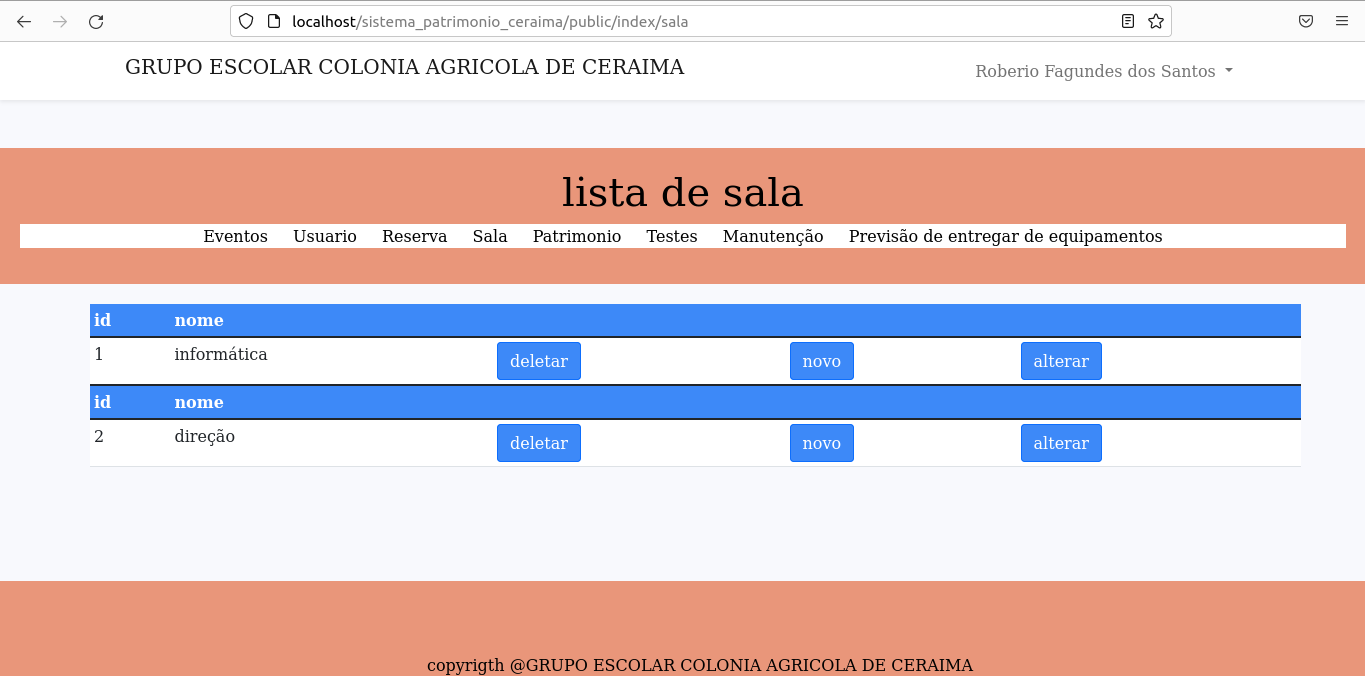 localhost/sistema_patrimonio_ceraima/public/index/sala
GRUPO ESCOLAR COLONIA AGRICOLA DE CERAIMA
Roberio Fagundes dos Santos
lista de sala
Eventos Usuario Reserva Sala Patrimonio Testes Manutenção Previsão de entregar de equipamentos
id nome
1 informática deletar novo alterar
id nome
2 direção deletar novo alterar
copyrigth @GRUPO ESCOLAR COLONIA AGRICOLA DE CERAIMA